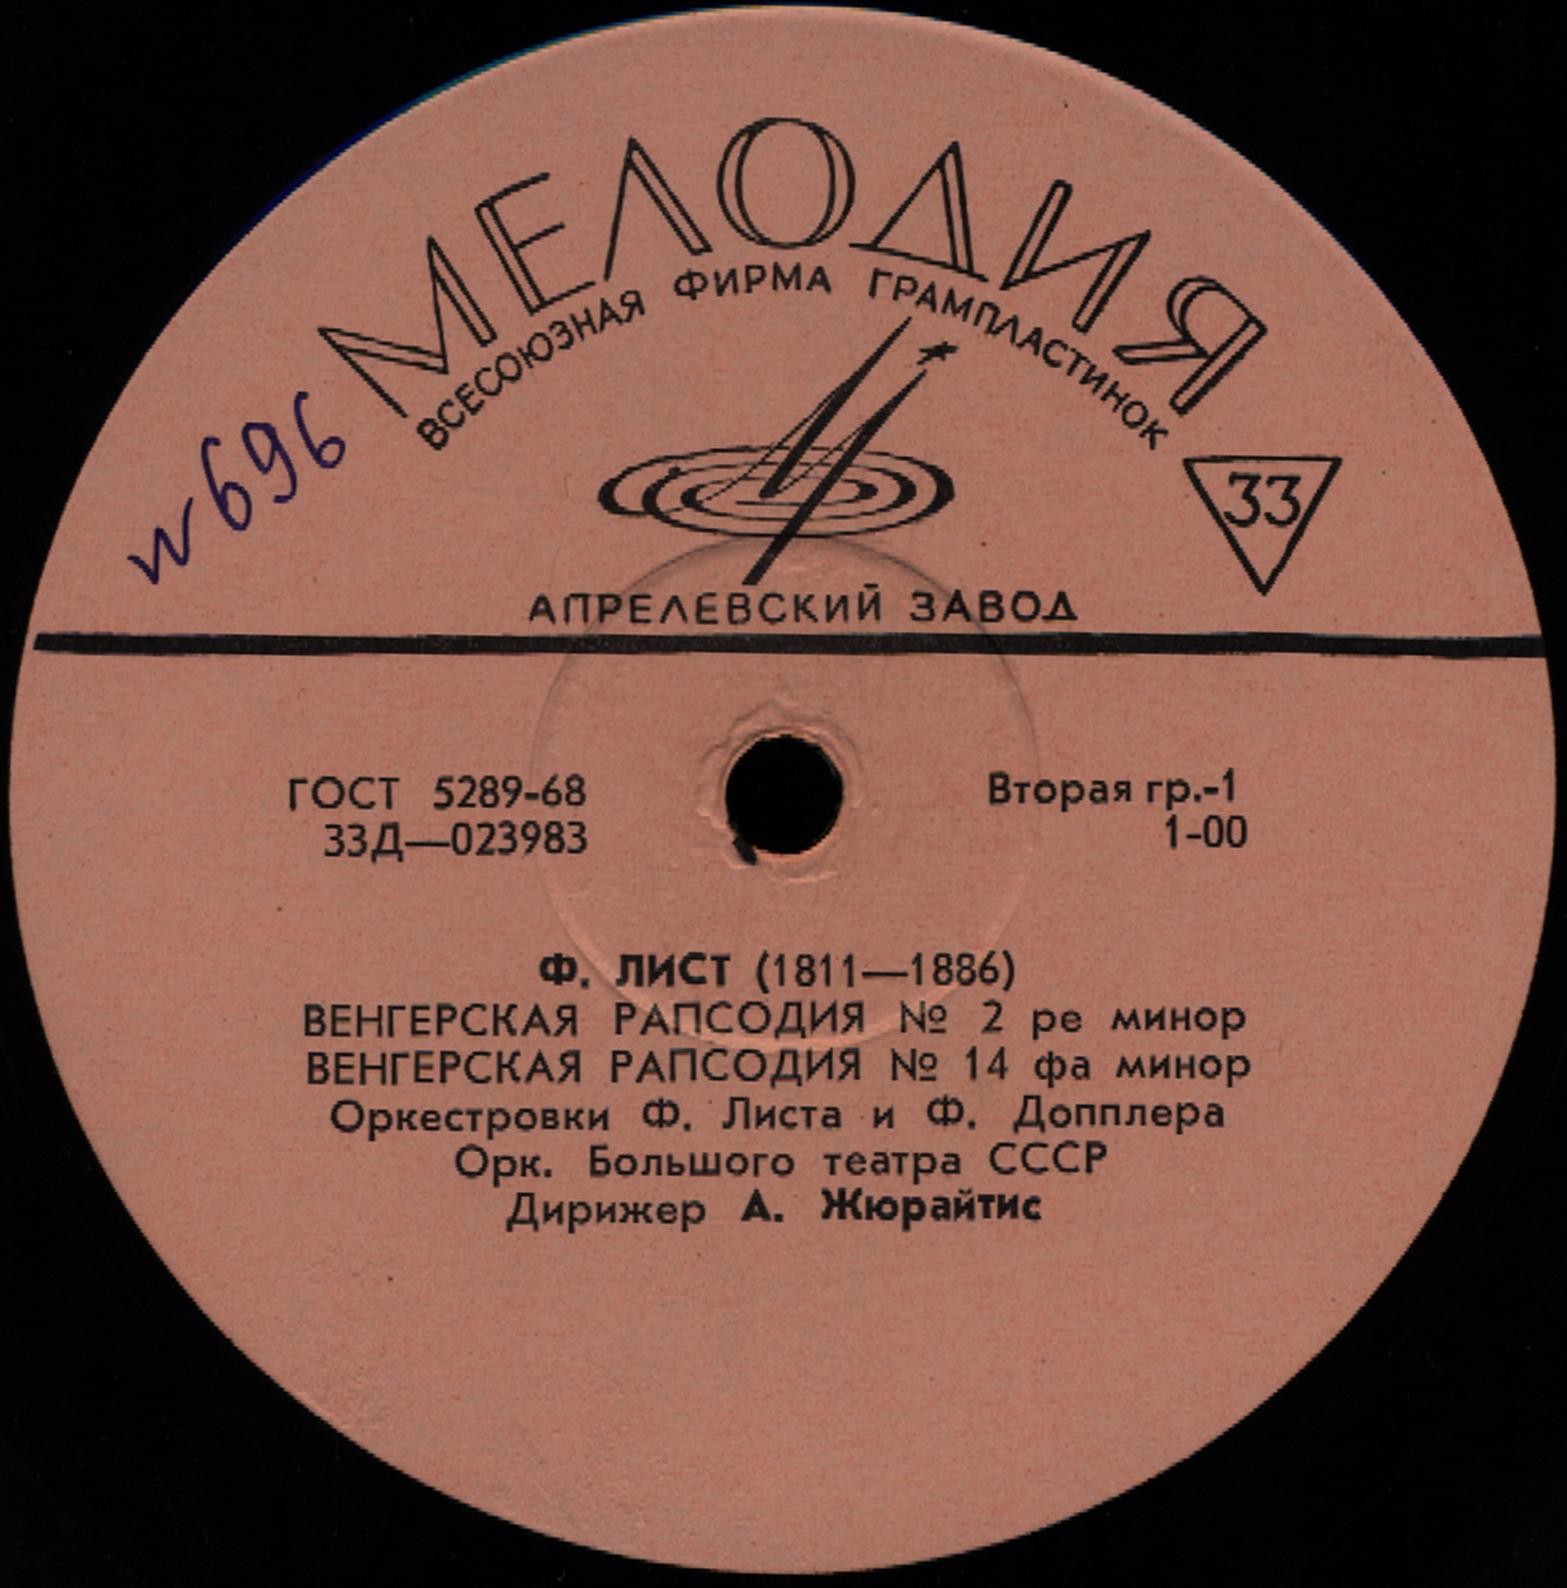 МЕЛОДИЯ
ВСЕСОЮЗНАЯ ФИРМА ГРАМПЛАСТИНОК
№ 696
33
АПРЕЛЕВСКИЙ ЗАВОД
ГОСТ 5289-68
33Д—023983
Вторая гр.-1
1-00
Ф. ЛИСТ (1811—1886)
ВЕНГЕРСКАЯ РАПСОДИЯ № 2 ре минор
ВЕНГЕРСКАЯ РАПСОДИЯ № 14 фа минор
Оркестровки Ф. Листа и Ф. Допплера
Орк. Большого театра СССР
Дирижер А. Жюрайтис